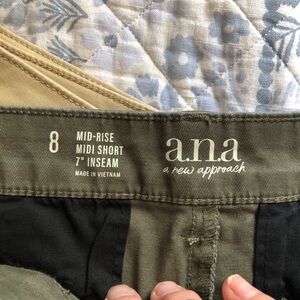 8
MID-RISE
MIDI SHORT
7" INSEAM
MADE IN VIETNAM
a.n.a
a new approach